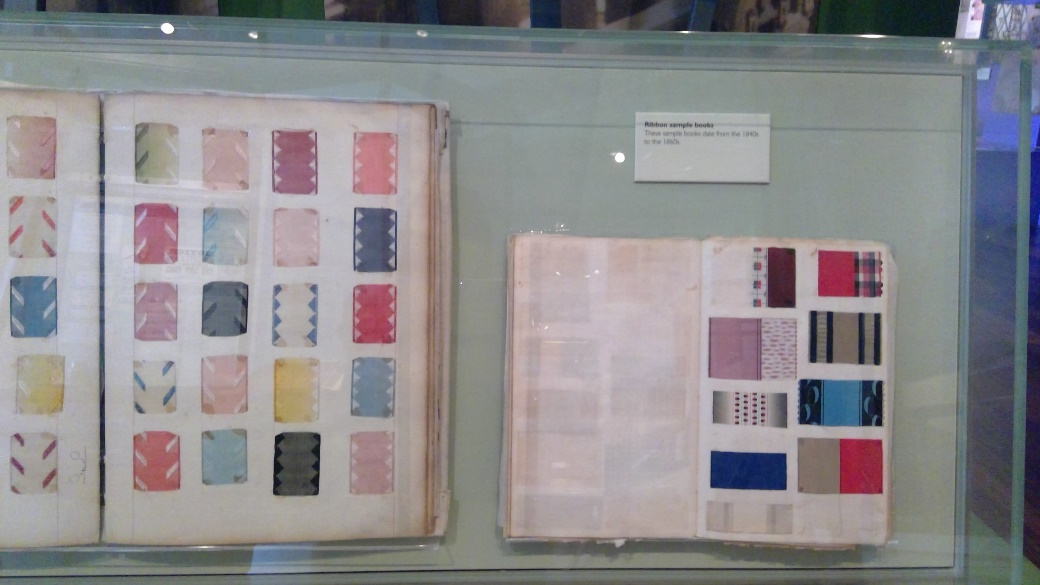 Ribbon sample books
These sample books date from the 1840s
to the 1860s.